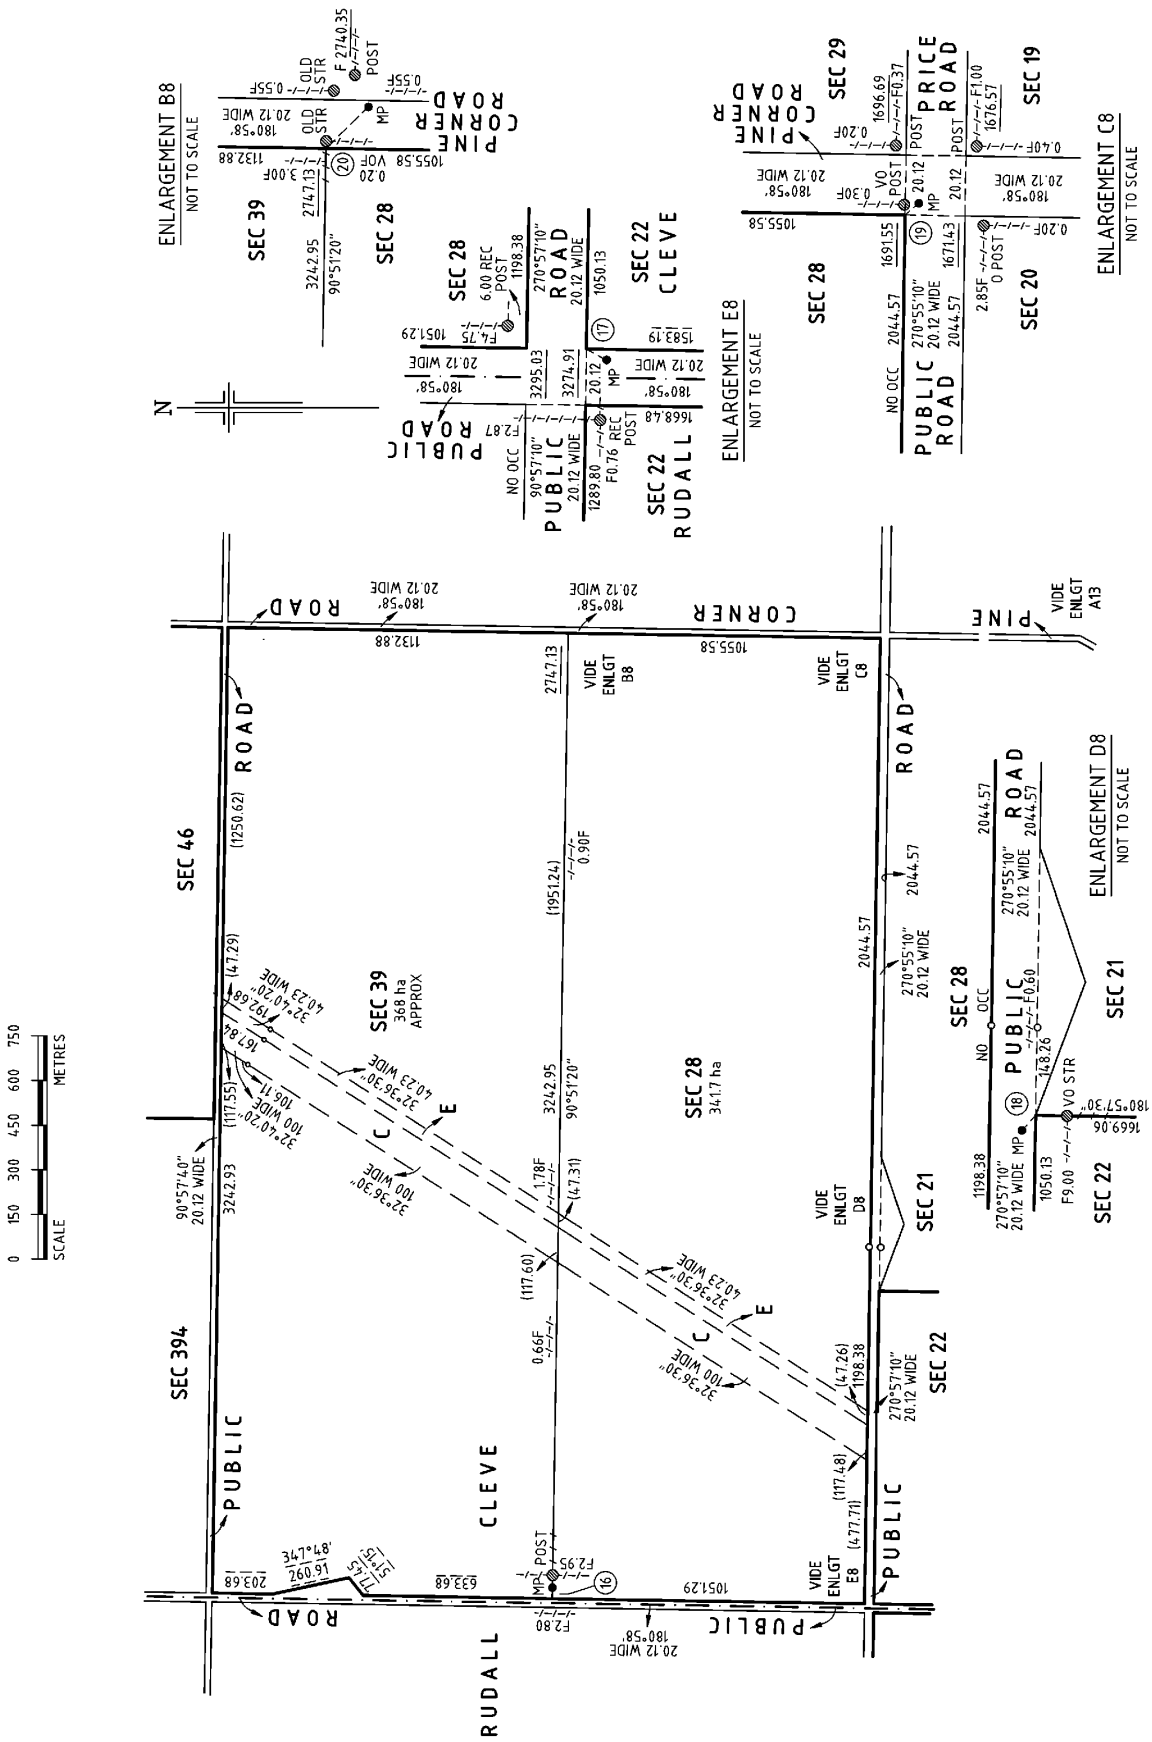 ENLARGEMENT B8
NOT TO SCALE
SEC 39
1132.88
180°58'
20.12 WIDE
0.55F
OLD
STR
F 2740.35
POST
OLD
STR
0.55F
2747.13
3.00F
20
0.20
VOF
MP
3242.95
90°51'20"
1055.58
PINE
CORNER
ROAD
SEC 28
N
SEC 28
6.00 REC
POST
1198.38
1051.29
F4.75
20.12 WIDE
180°58'
PUBLIC
ROAD
270°57'10"
ROAD
20.12 WIDE
1050.13
SEC 22
CLEVE
3295.03
3274.91
20.12
MP
17
1583.19
20.12 WIDE
180°58'
F2.87
NO OCC
90°57'10"
PUBLIC
20.12 WIDE
1289.80
F0.76 REC
POST
1668.48
SEC 22
RUDALL
ENLARGEMENT E8
NOT TO SCALE
PINE
CORNER
ROAD
SEC 29
1055.58
180°58'
20.12 WIDE
0.20F
1696.69
F0.37
PRICE
ROAD
POST
POST
0.30F
VO
POST
20.12
20.12
MP
19
F1.00
1676.57
SEC 19
0.40F
SEC 28
1691.55
1671.43
NO OCC
2044.57
270°55'10"
20.12 WIDE
2044.57
PUBLIC
ROAD
2.85F
O POST
0.20F
180°58'
20.12 WIDE
SEC 20
ENLARGEMENT C8
NOT TO SCALE
SCALE
0
150
300
450
600
750
METRES
SEC 394
SEC 46
PUBLIC
ROAD
90°57'40"
20.12 WIDE
3242.93
(117.55)
(47.29)
(1250.62)
32°40'20"
100 WIDE
106.11
167.84
192.68
32°40'20"
40.23 WIDE
SEC 39
368 ha
APPROX
32°36'30"
40.23 WIDE
C
E
32°36'30"
100 WIDE
203.68
347°48'
260.91
51°15'
77.45
633.68
CLEVE
RUDALL
ROAD
PUBLIC
180°58'
20.12 WIDE
MP
POST
F2.95
F2.80
16
1051.29
0.66F
(117.60)
1.78F
(47.31)
3242.95
90°51'20"
(1951.24)
0.90F
2747.13
VIDE
ENLGT
B8
1132.88
180°58'
20.12 WIDE
ROAD
CORNER
180°58'
20.12 WIDE
1055.58
PINE
VIDE
ENLGT
A13
SEC 28
341.7 ha
32°36'30"
40.23 WIDE
C
E
32°36'30"
100 WIDE
VIDE
ENLGT
E8
(477.71)
(117.48)
(47.26)
1198.38
VIDE
ENLGT
D8
2044.57
2044.57
VIDE
ENLGT
C8
PUBLIC
270°57'10"
20.12 WIDE
270°55'10"
20.12 WIDE
ROAD
SEC 22
SEC 21
SEC 28
1198.38
NO OCC
2044.57
270°57'10"
20.12 WIDE
MP
18
PUBLIC
270°55'10"
20.12 WIDE
ROAD
1050.13
148.26
F0.60
2044.57
F9.00
VO STR
180°57'30"
1669.06
SEC 22
SEC 21
ENLARGEMENT D8
NOT TO SCALE